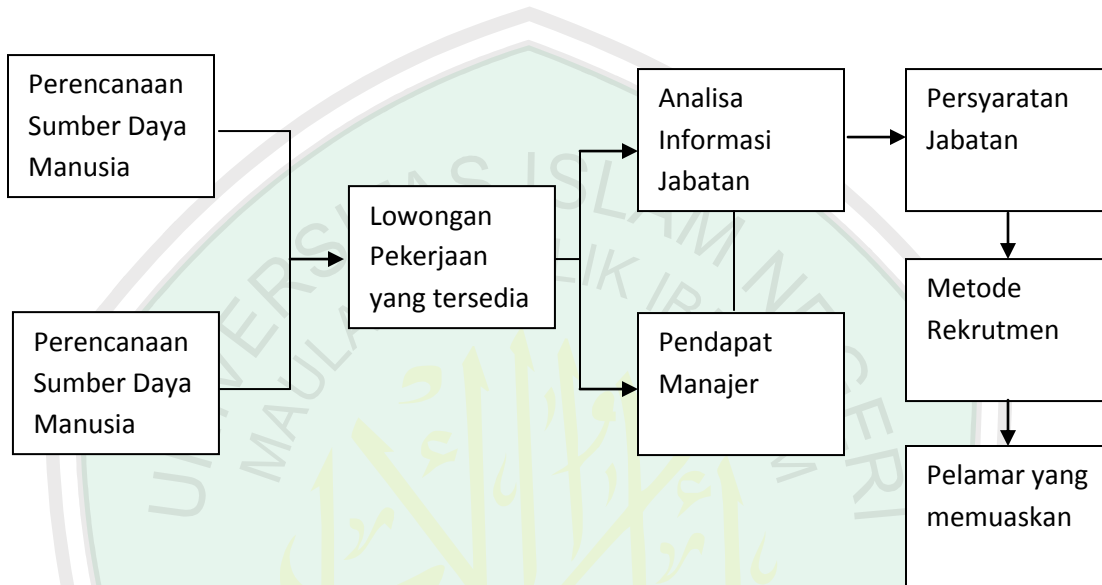 Perencanaan
Sumber Daya
Manusia
Perencanaan
Sumber Daya
Manusia
Lowongan
Pekerjaan
yang tersedia
Analisa
Informasi
Jabatan
Pendapat
Manajer
Persyaratan
Jabatan
Metode
Rekrutmen
Pelamar yang
memuaskan